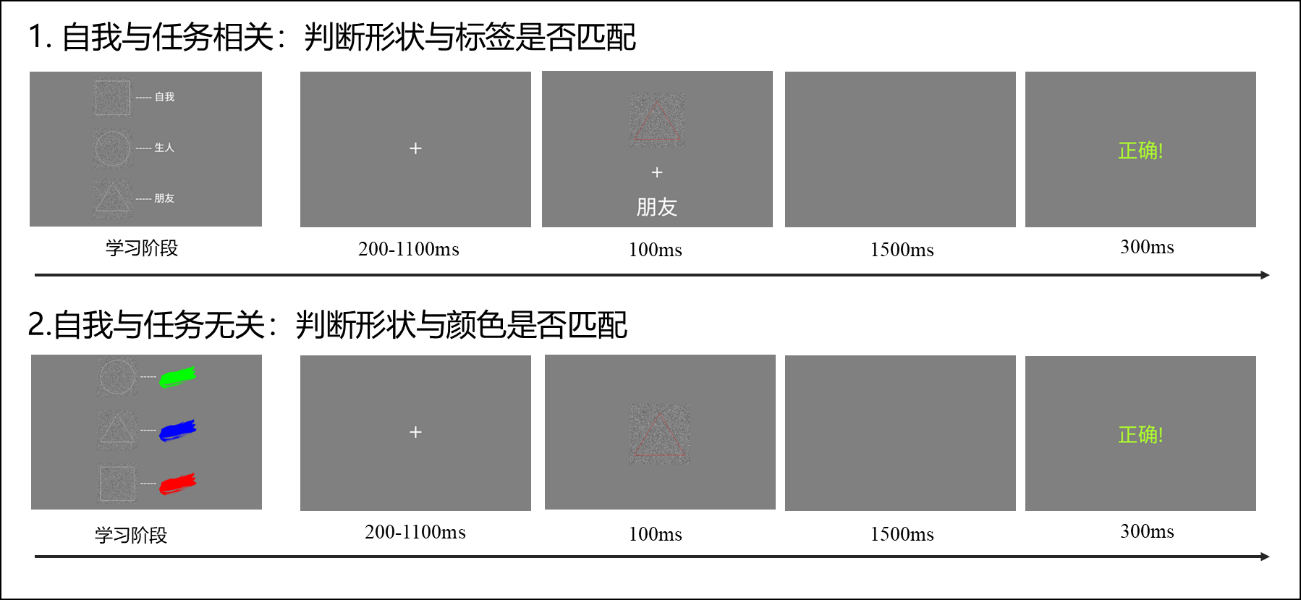 1. 自我与任务相关：判断形状与标签是否匹配
----- 自我
----- 生人
----- 朋友
+
+
朋友
正确!
学习阶段
200-1100ms
100ms
1500ms
300ms
2.自我与任务无关：判断形状与颜色是否匹配
+
正确!
学习阶段
200-1100ms
100ms
1500ms
300ms